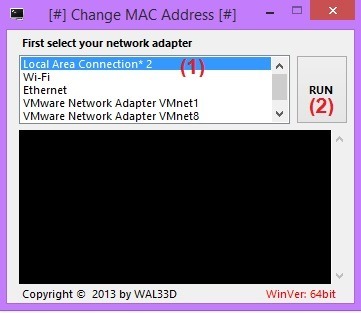 [#] Change MAC Address [#]
First select your network adapter
Local Area Connection* 2
(1)
Wi-Fi
Ethernet
VMware Network Adapter VMnet1
VMware Network Adapter VMnet8
RUN
(2)
Copyright © 2013 by WAL33D
WinVer: 64bit